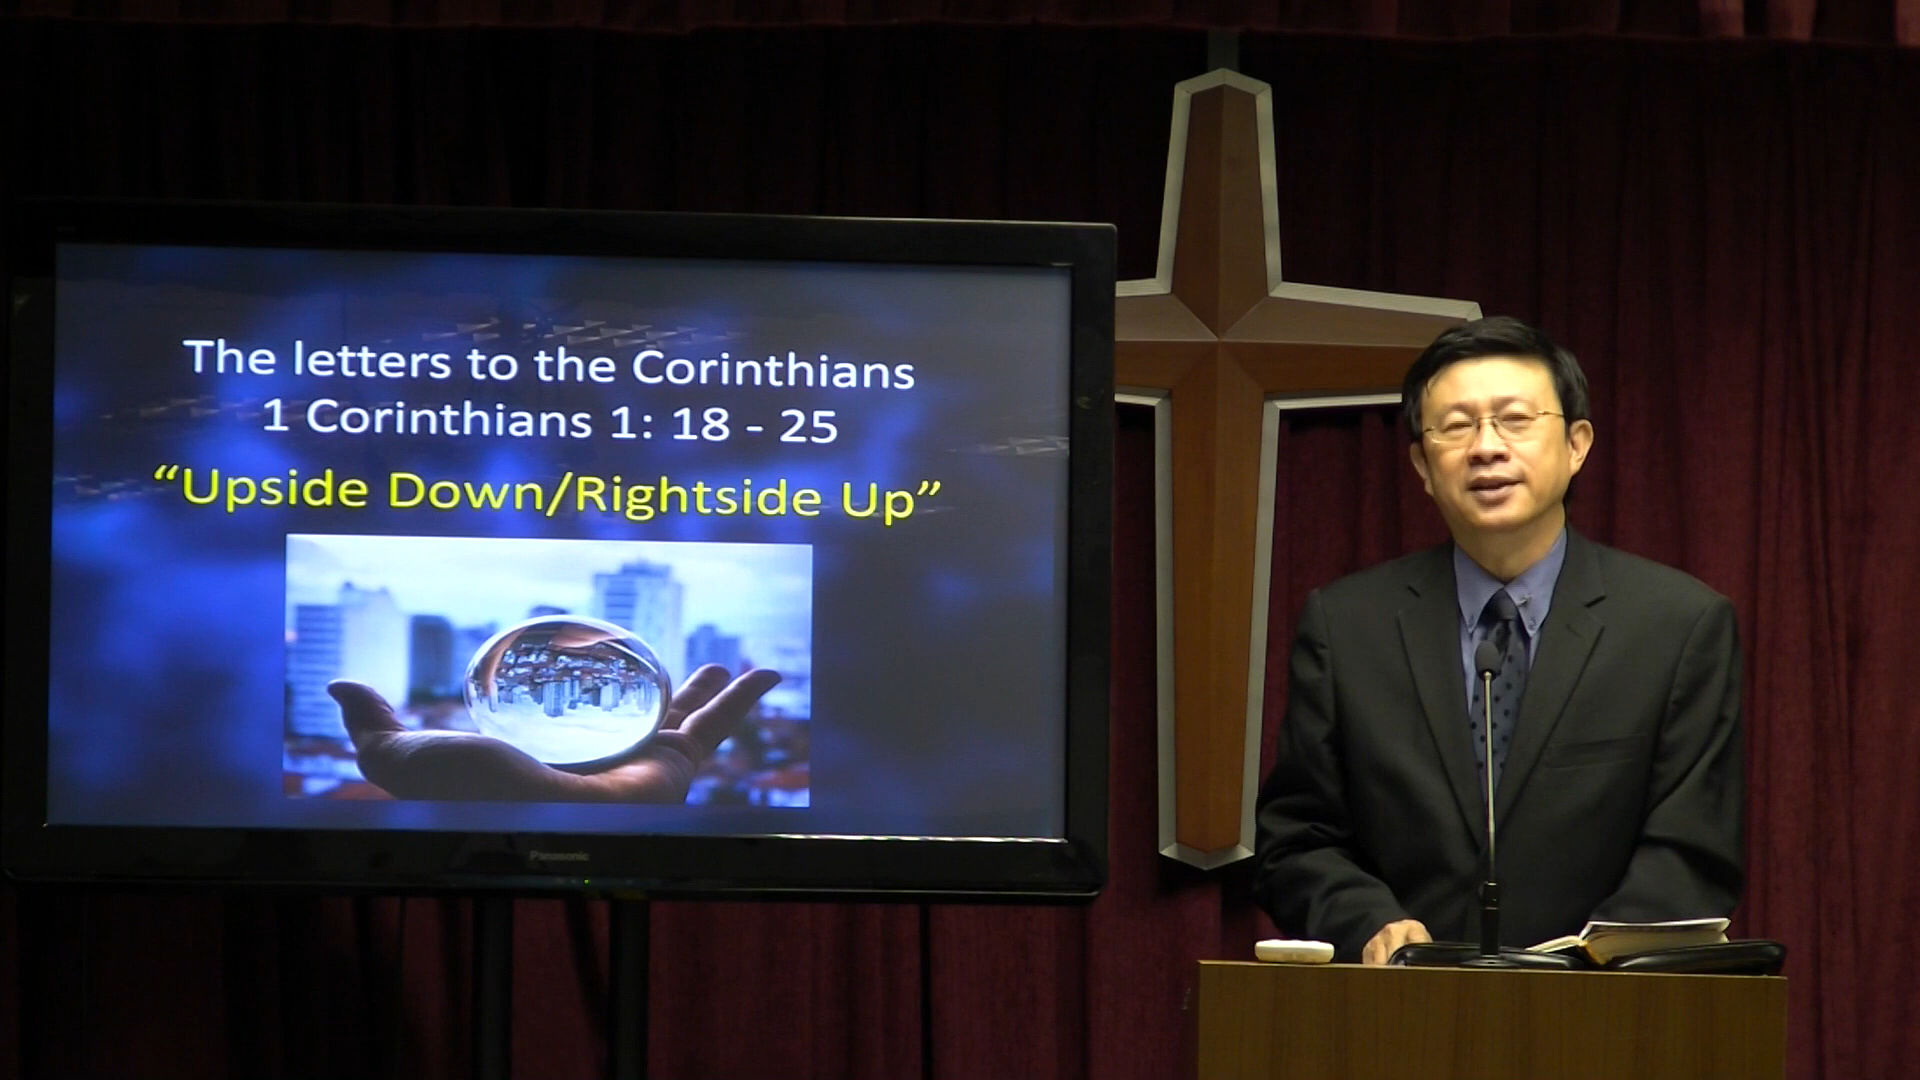 The letters to the Corinthians
1 Corinthians 1: 18 - 25
“Upside Down/Rightside Up”
Panasonic